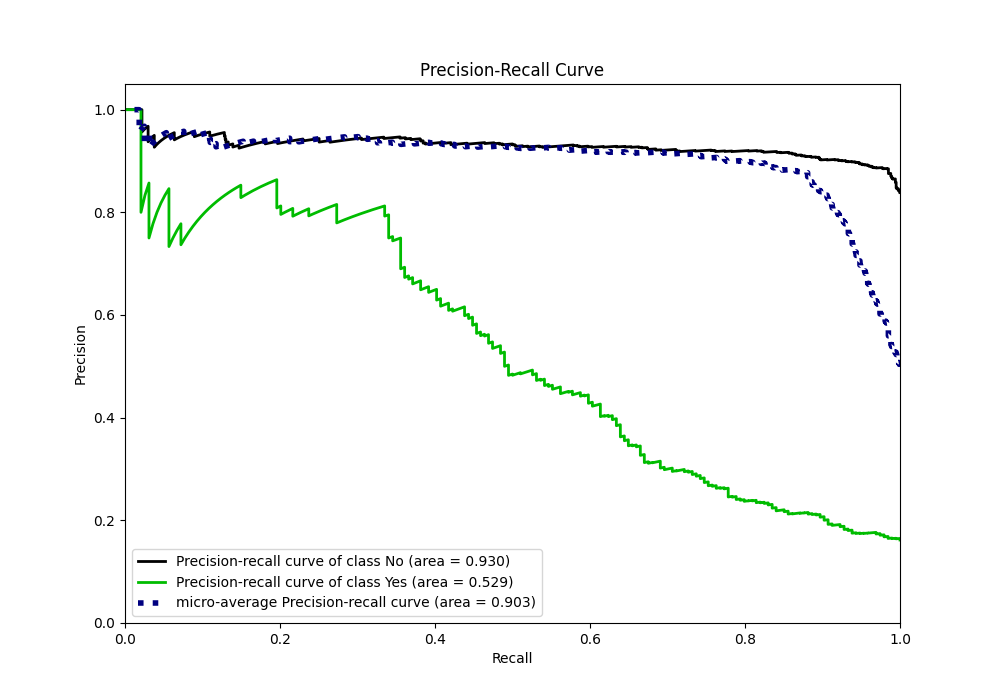 Precision-Recall Curve
1.0
0.8
0.6
0.4
0.2
0.0
Precision
0.0 0.2 0.4 0.6 0.8 1.0
Recall
Precision-recall curve of class No (area = 0.930)
Precision-recall curve of class Yes (area = 0.529)
micro-average Precision-recall curve (area = 0.903)